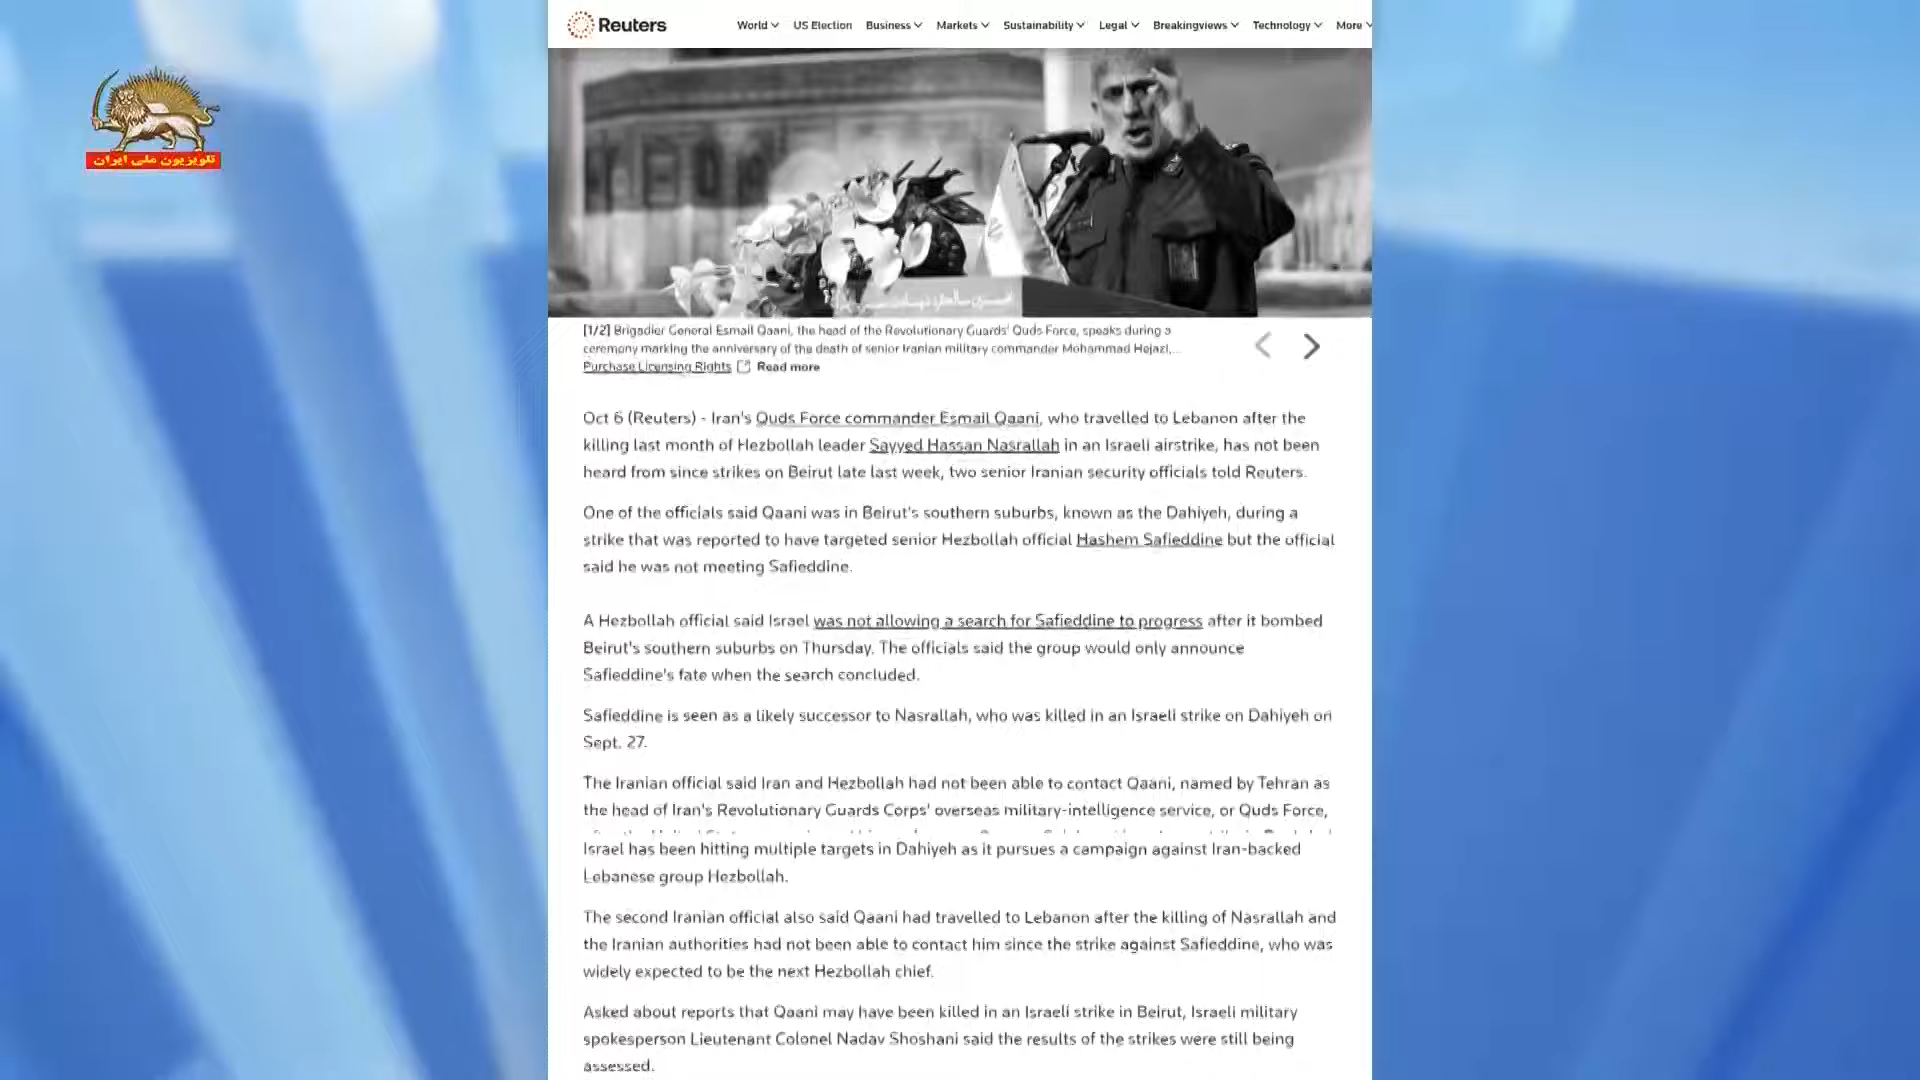 Reuters
World US Election Business Markets Sustainability Legal Breakingviews Technology More
تلویزیون ملی ایران
[1/2] Brigadier General Esmail Qaani, the head of the Revolutionary Guards' Quds Force, speaks during a
ceremony marking the anniversary of the death of senior Iranian military commander Mohammad Hejazi,...
Purchase Licensing Rights Read more
Oct 6 (Reuters) - Iran's Quds Force commander Esmail Qaani, who travelled to Lebanon after the
killing last month of Hezbollah leader Sayyed Hassan Nasrallah in an Israeli airstrike, has not been
heard from since strikes on Beirut late last week, two senior Iranian security officials told Reuters.
One of the officials said Qaani was in Beirut's southern suburbs, known as the Dahiyeh, during a
strike that was reported to have targeted senior Hezbollah official Hashem Safieddine but the official
said he was not meeting Safieddine.
A Hezbollah official said Israel was not allowing a search for Safieddine to progress after it bombed
Beirut's southern suburbs on Thursday. The officials said the group would only announce
Safieddine's fate when the search concluded.
Safieddine is seen as a likely successor to Nasrallah, who was killed in an Israeli strike on Dahiyeh on
Sept. 27.
The Iranian official said Iran and Hezbollah had not been able to contact Qaani, named by Tehran as
the head of Iran's Revolutionary Guards Corps' overseas military-intelligence service, or Quds Force,
Israel has been hitting multiple targets in Dahiyeh as it pursues a campaign against Iran-backed
Lebanese group Hezbollah.
The second Iranian official also said Qaani had travelled to Lebanon after the killing of Nasrallah and
the Iranian authorities had not been able to contact him since the strike against Safieddine, who was
widely expected to be the next Hezbollah chief.
Asked about reports that Qaani may have been killed in an Israeli strike in Beirut, Israeli military
spokesperson Lieutenant Colonel Nadav Shoshani said the results of the strikes were still being
assessed.